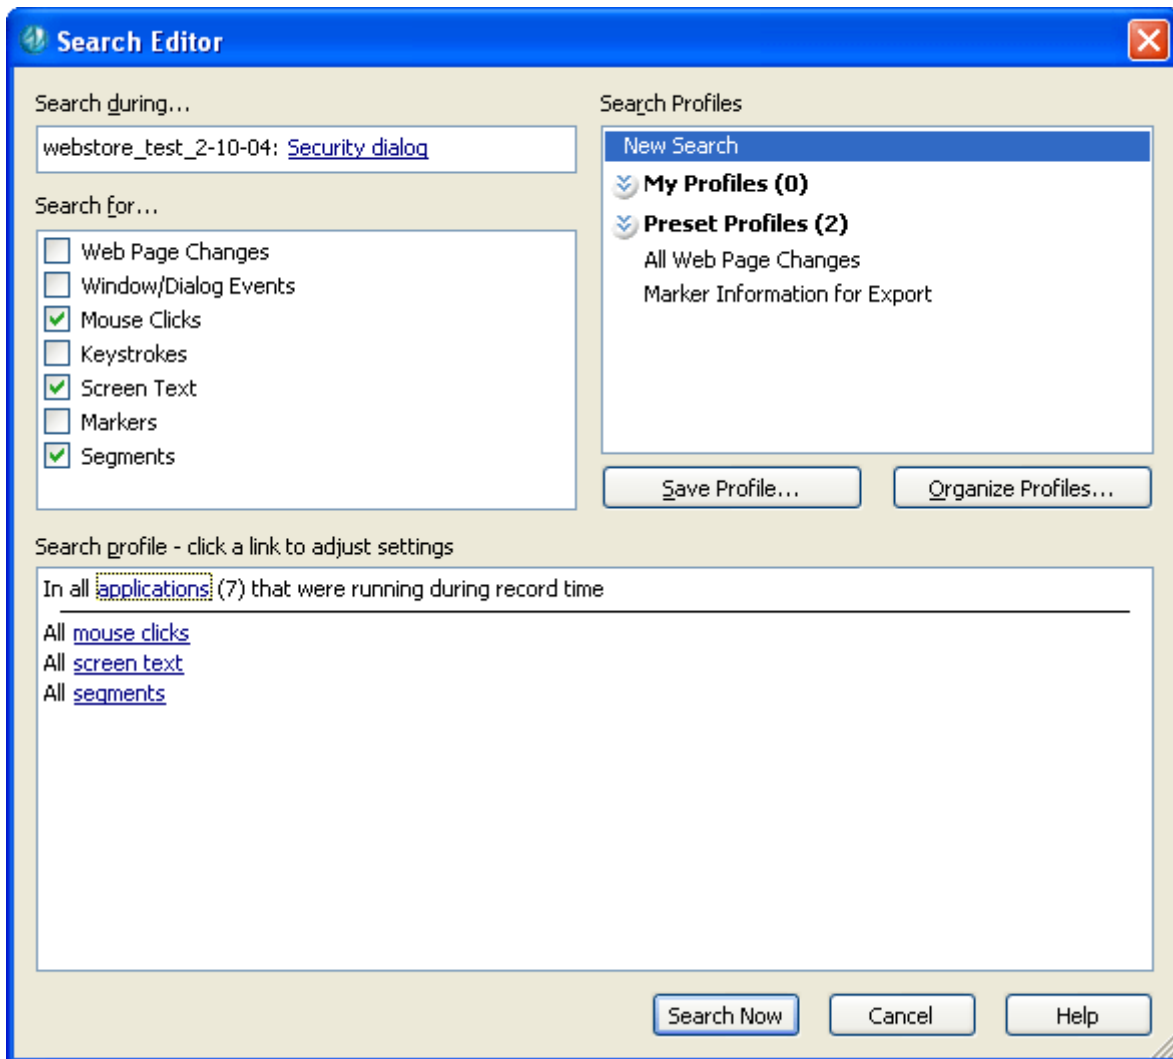 Search Editor
Search during...
webstore_test_2-10-04: Security dialog
Search for...
Web Page Changes
Window/Dialog Events
Mouse Clicks
Keystrokes
Screen Text
Markers
Segments
Search Profiles
New Search
My Profiles (0)
Preset Profiles (2)
All Web Page Changes
Marker Information for Export
Save Profile...
Organize Profiles...
Search profile - click a link to adjust settings
In all applications (7) that were running during record time
All mouse clicks
All screen text
All segments
Search Now
Cancel
Help